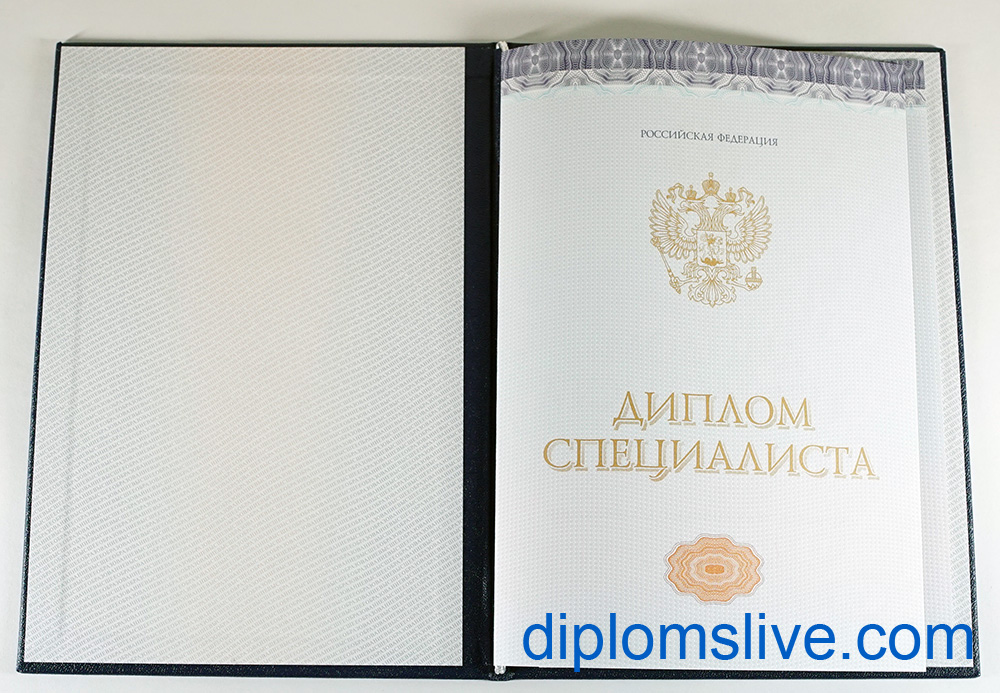 РОССИЙСКАЯ ФЕДЕРАЦИЯ
ДИПЛОМ
СПЕЦИАЛИСТА
diplomslive.com